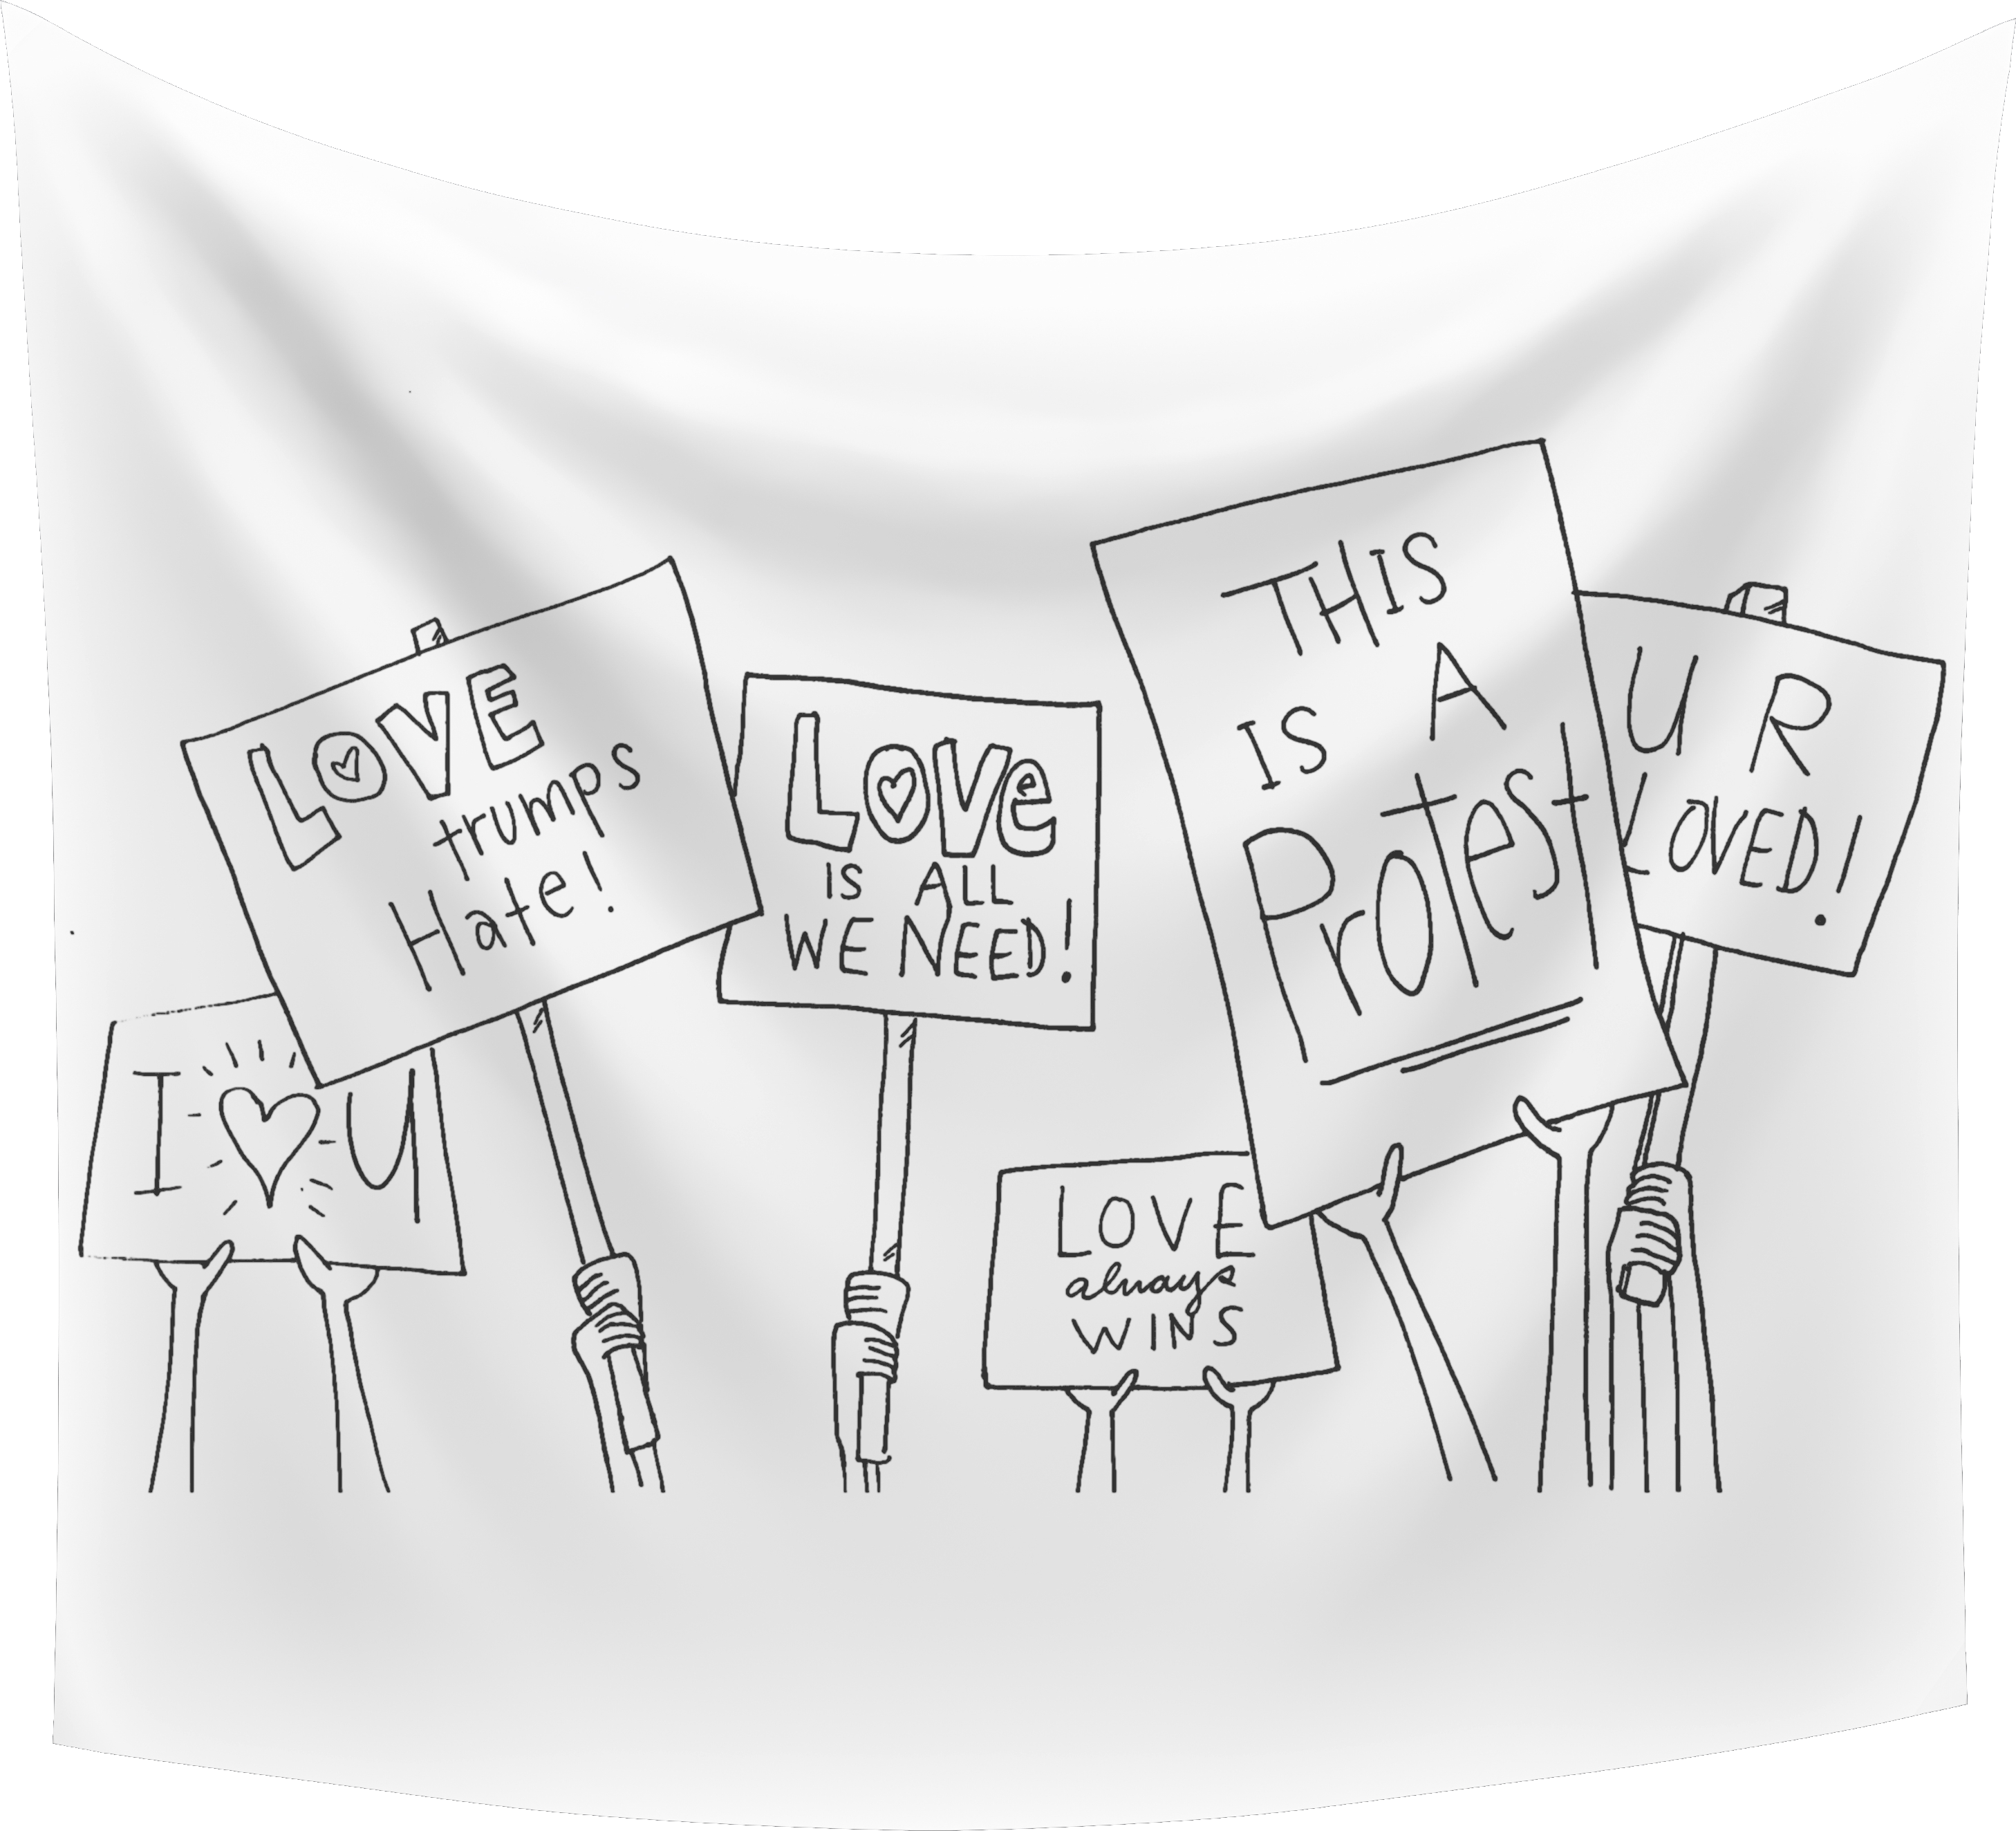 LOVE
trumps
Hate!
I ♡ U
LOVe
IS ALL
WE NEED!
LOVE
always
WINS
THIS
IS A
Protest
U R
LOVED!